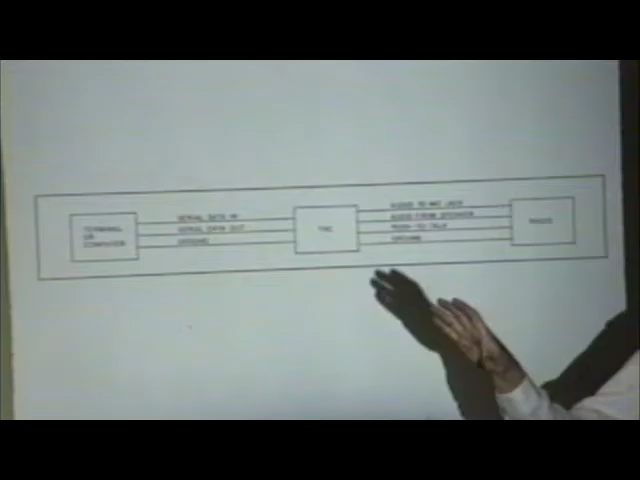 TERMINAL
OR
COMPUTER
SERIAL DATA IN
SERIAL DATA OUT
GROUND
TNC
AUDIO TO MIC JACK
AUDIO FROM SPEAKER
PUSH-TO-TALK
GROUND
RADIO